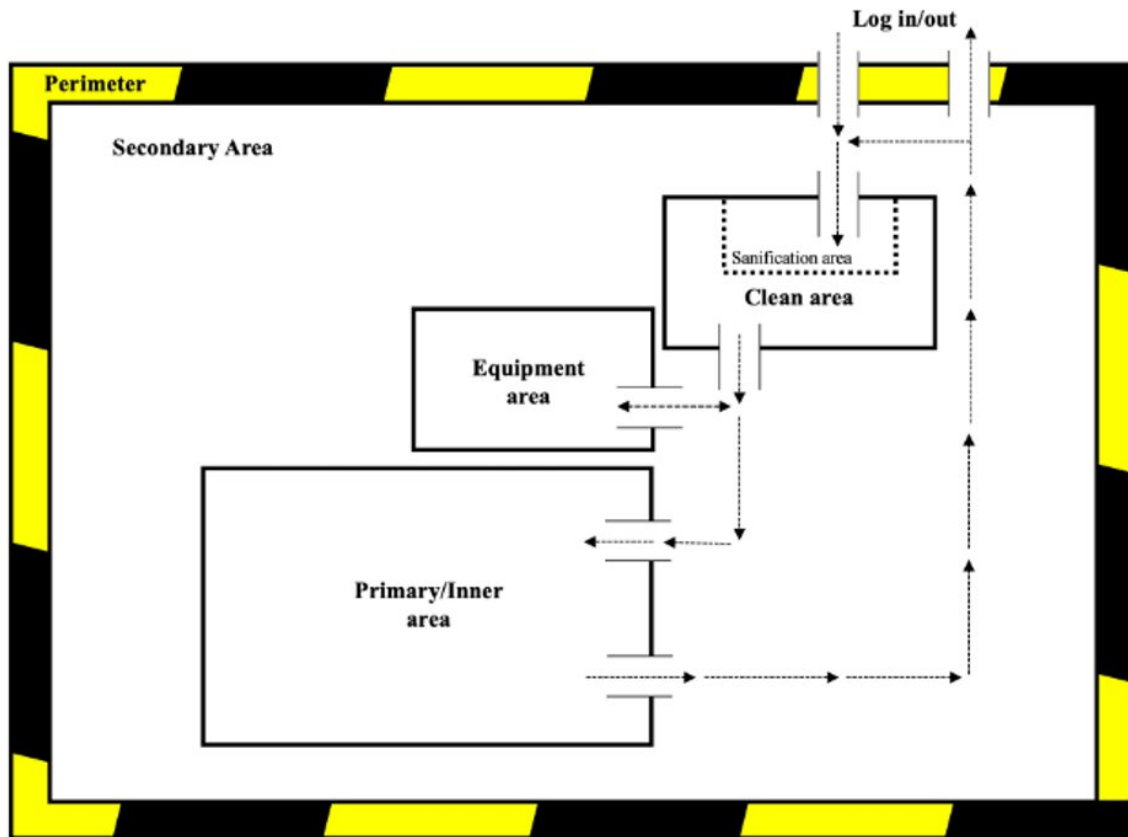 Log in/out
Perimeter
Secondary Area
Sanification area
Clean area
Equipment
area
Primary/Inner
area